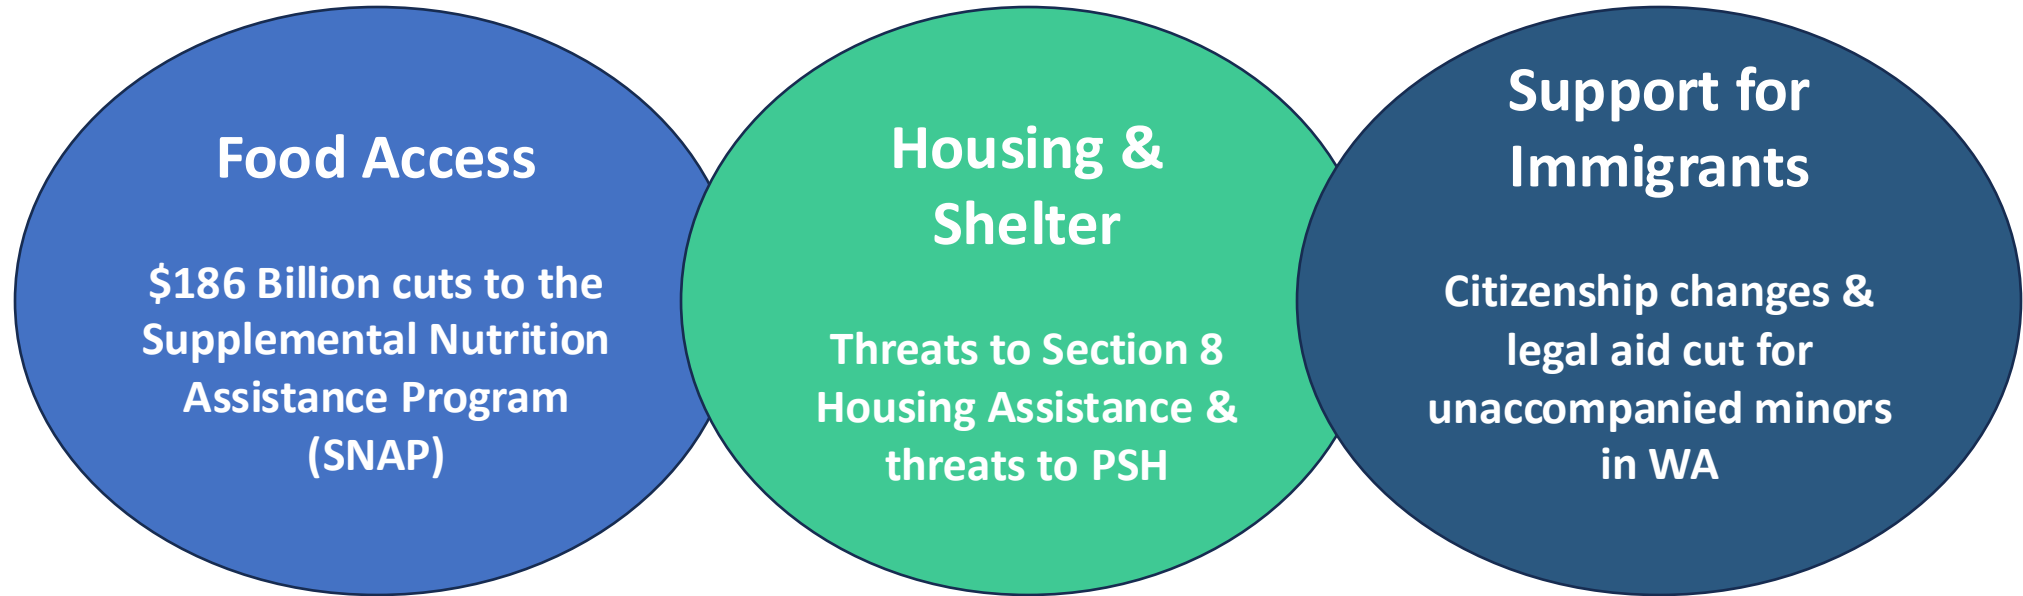 Food Access
$186 Billion cuts to the
Supplemental Nutrition
Assistance Program
(SNAP)
Housing &
Shelter
Threats to Section 8
Housing Assistance &
threats to PSH
Support for
Immigrants
Citizenship changes &
legal aid cut for
unaccompanied minors
in WA